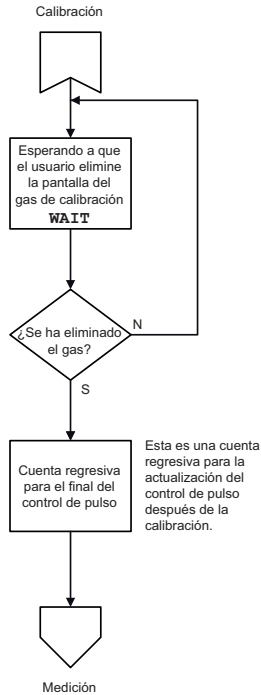 Calibración
Esperando a que
el usuario elimine
la pantalla del
gas de calibración
WAIT
¿Se ha eliminado
el gas?
N
S
Cuenta regresiva
para el final del
control de pulso
Esta es una cuenta
regresiva para la
actualización del
control de pulso
después de la
calibración.
Medición